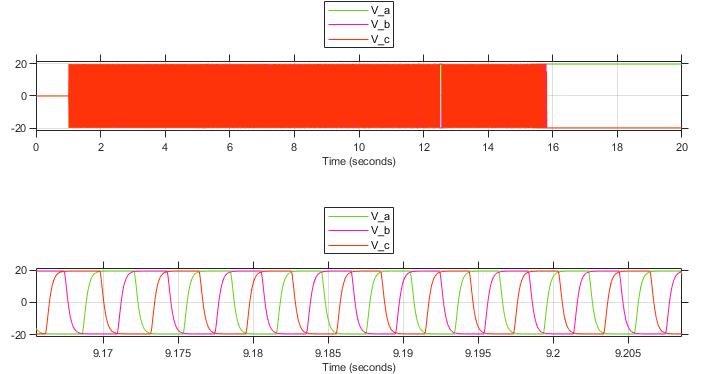 V_a
V_b
V_c
20
0
-20
0 2 4 6 8 10 12 14 16 18 20
Time (seconds)
V_a
V_b
V_c
20
0
-20
9.17 9.175 9.18 9.185 9.19 9.195 9.2 9.205
Time (seconds)